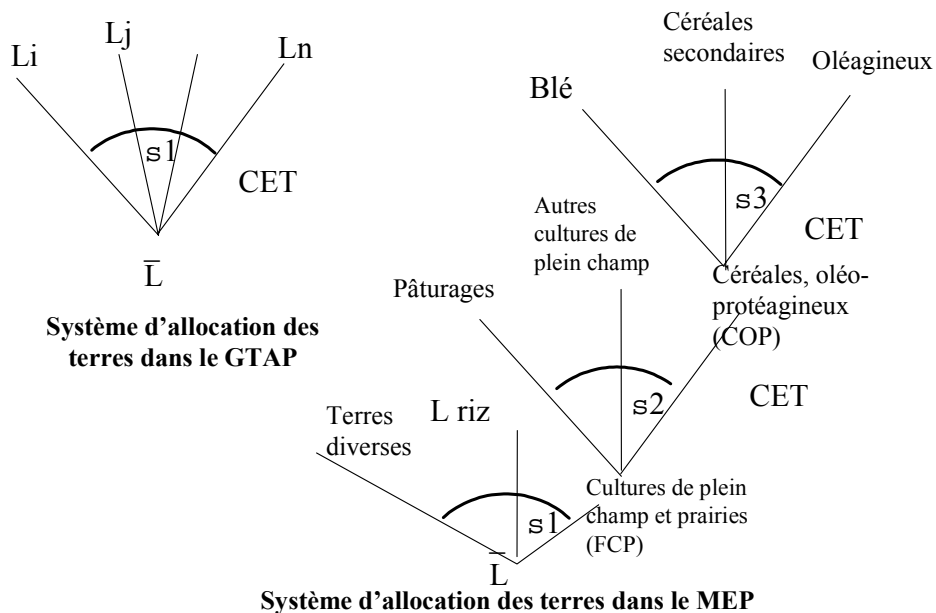 Li
Lj
Ln
s1
CET
L̅
Système d’allocation des
terres dans le GTAP
Céréales
secondaires
Oléagineux
Blé
s3
CET
Autres
cultures de
plein champ
Céréales, oléo-
protéagineux
(COP)
Pâturages
s2
CET
L riz
Terres
diverses
s1
Cultures de plein
champ et prairies
(FCP)
L̅
Système d’allocation des terres dans le MEP